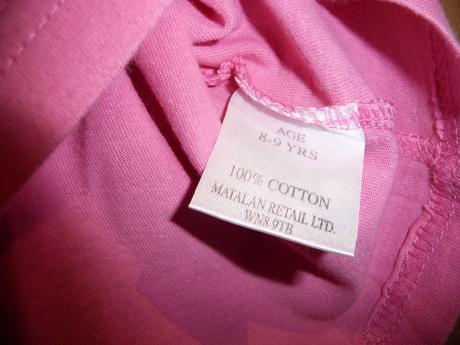 AGE
8-9 YRS
100% COTTON
MATALAN RETAIL LTD.
WN8 9TB